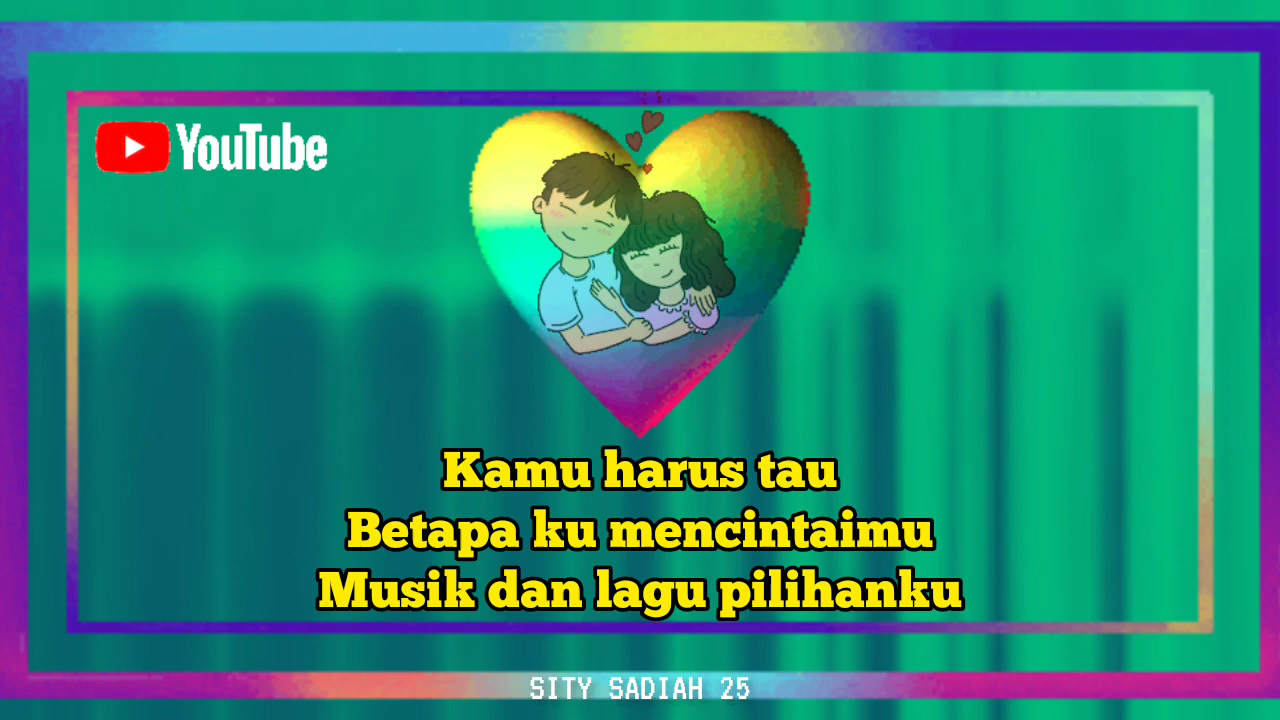 YouTube
Kamu harus tau
Betapa ku mencintaimu
Musik dan lagu pilihanku
SITY SADIAH 25